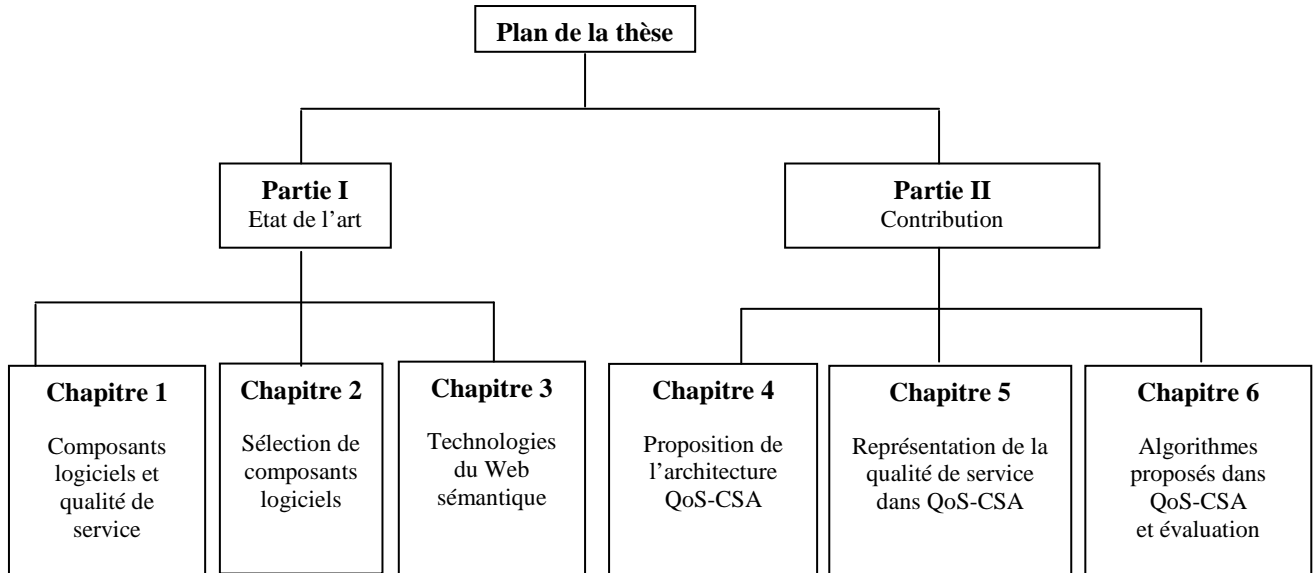 Plan de la thèse
Partie I
Etat de l’art
Partie II
Contribution
Chapitre 1
Composants
logiciels et
qualité de
service
Chapitre 2
Sélection de
composants
logiciels
Chapitre 3
Technologies
du Web
sémantique
Chapitre 4
Proposition de
l’architecture
QoS-CSA
Chapitre 5
Représentation de la
qualité de service
dans QoS-CSA
Chapitre 6
Algorithmes
proposés dans
QoS-CSA
et évaluation